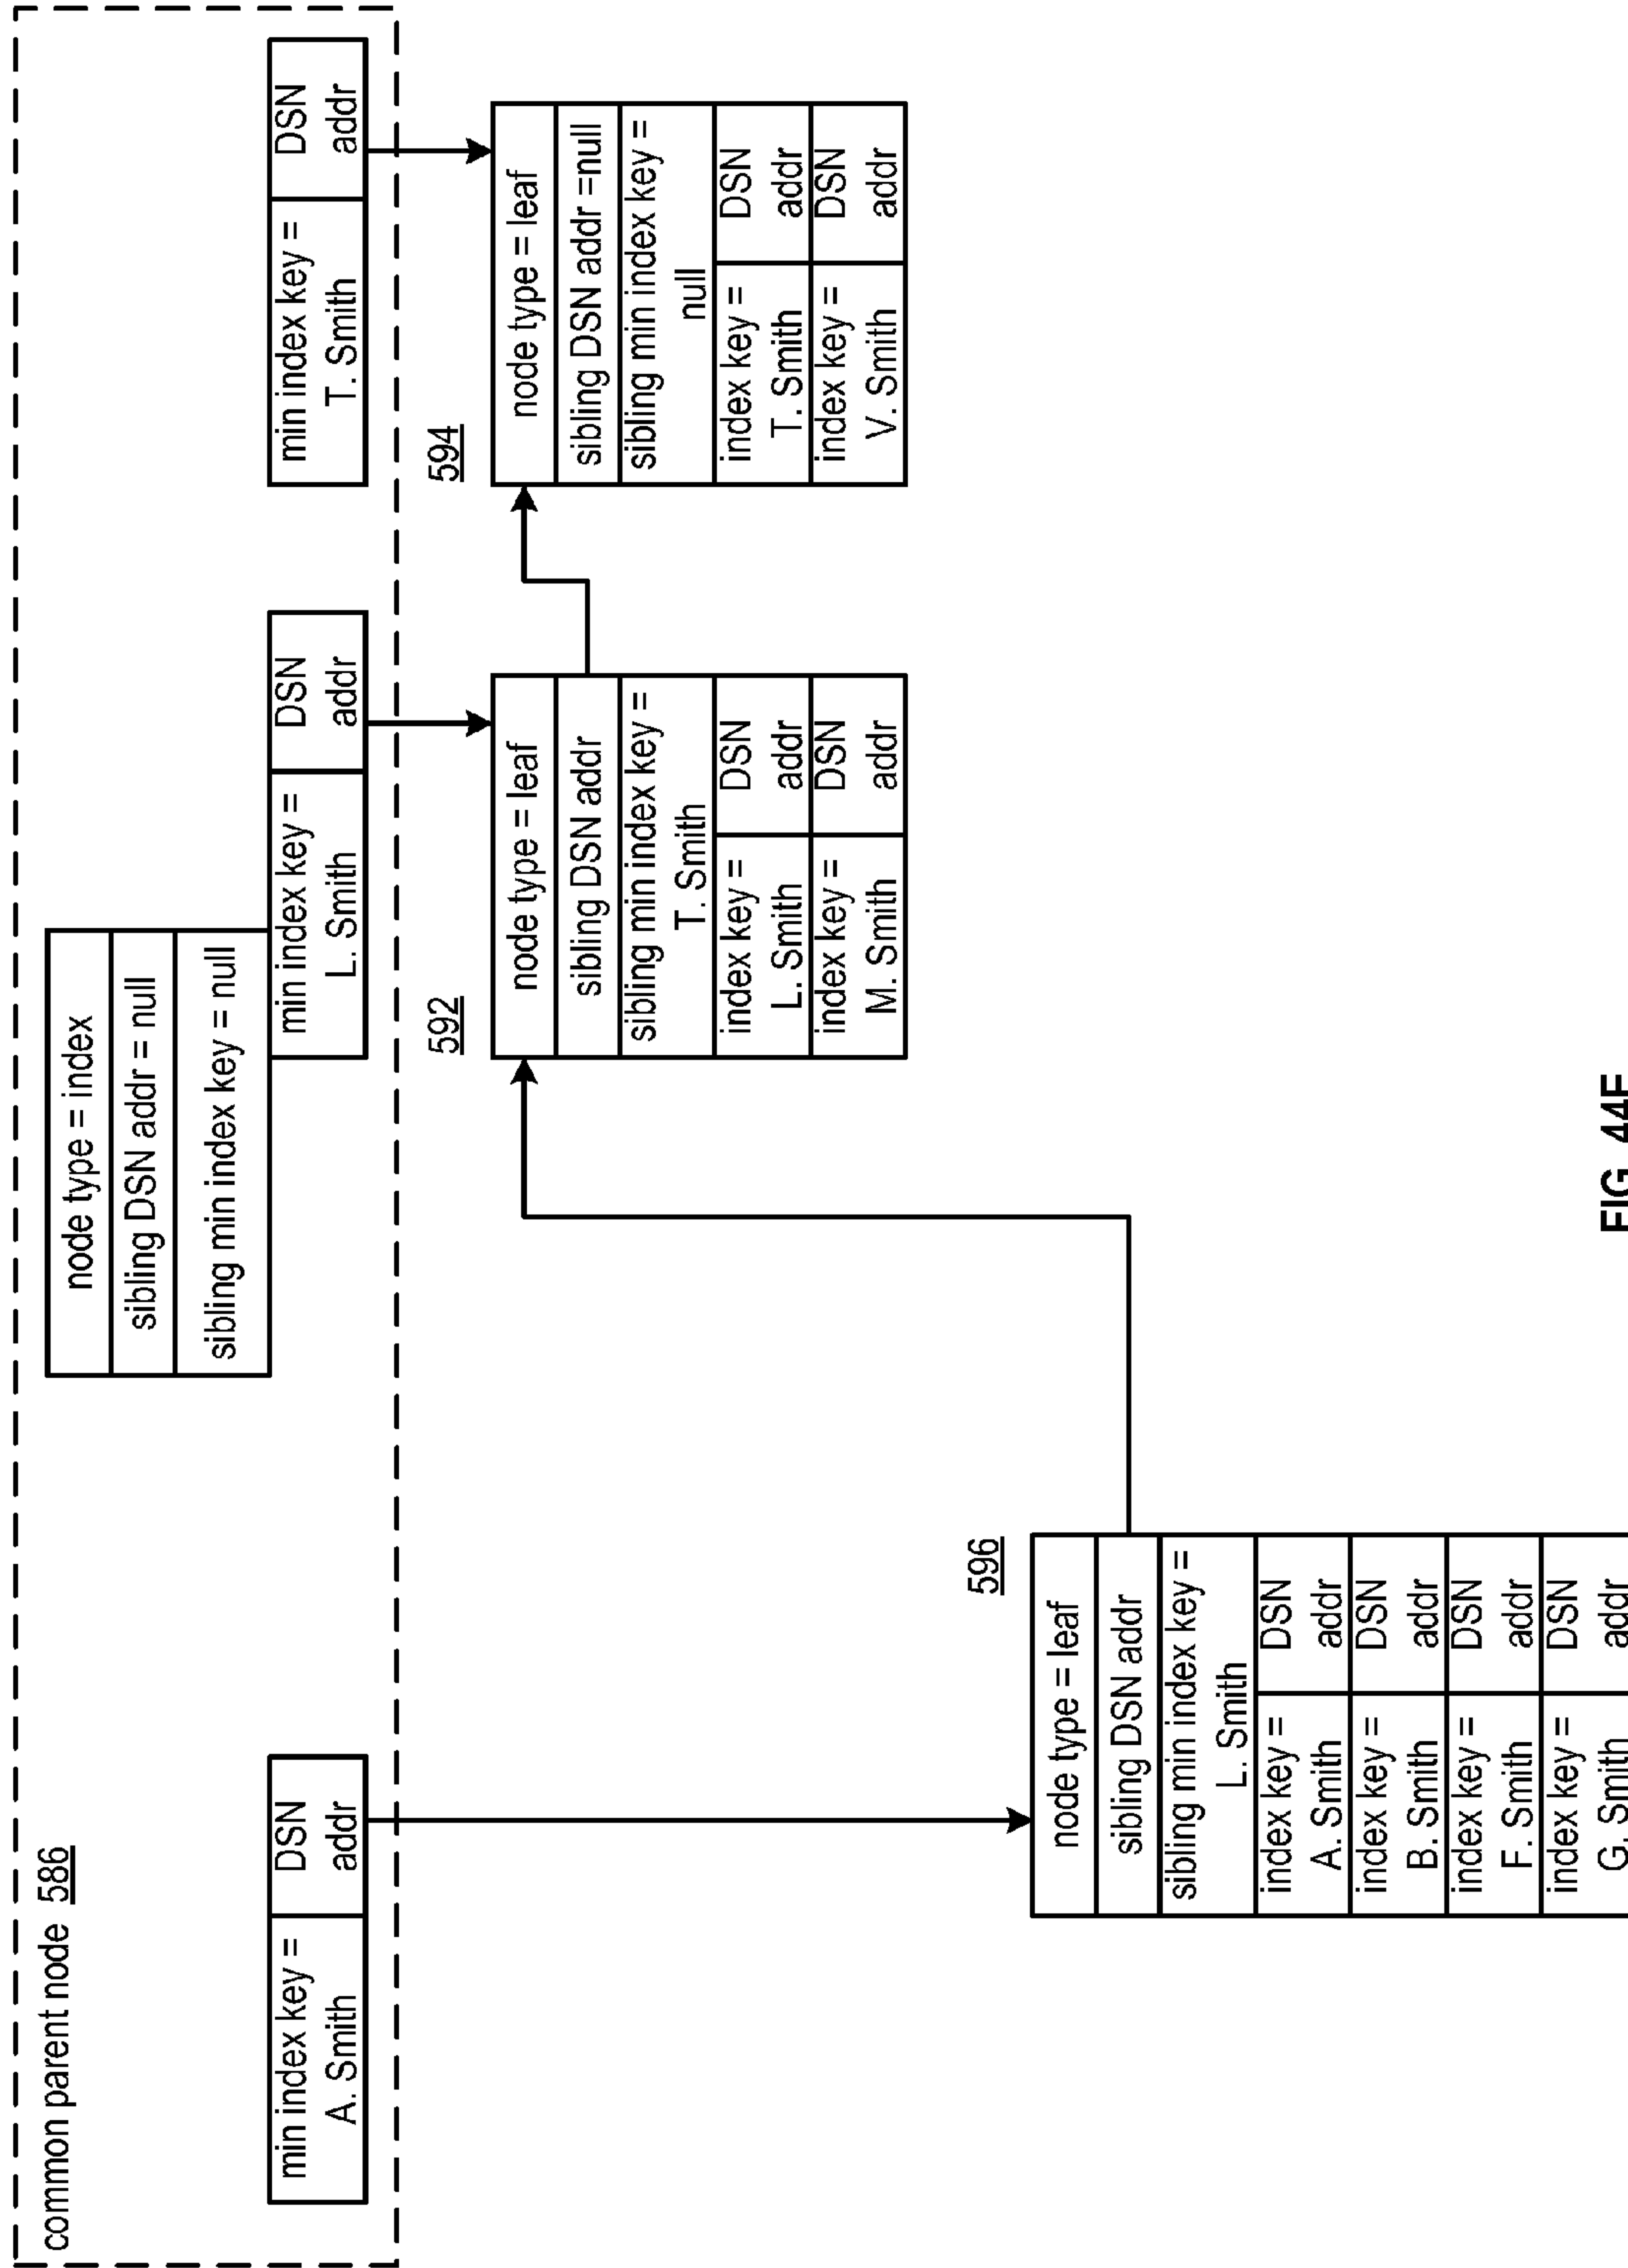 common parent node 586
node type = index
sibling DSN addr = null
sibling min index key = null
min index key =
A. Smith
DSN
addr
min index key =
L. Smith
DSN
addr
min index key =
T. Smith
DSN
addr
592
node type = leaf
sibling DSN addr
sibling min index key =
T. Smith
index key =
L. Smith
DSN
addr
index key =
M. Smith
DSN
addr
594
node type = leaf
sibling DSN addr =null
sibling min index key =
null
index key =
T. Smith
DSN
addr
index key =
V. Smith
DSN
addr
596
node type = leaf
sibling DSN addr
sibling min index key =
L. Smith
index key =
A. Smith
DSN
addr
index key =
B. Smith
DSN
addr
index key =
F. Smith
DSN
addr
index key =
G. Smith
DSN
addr
FIG. 44F